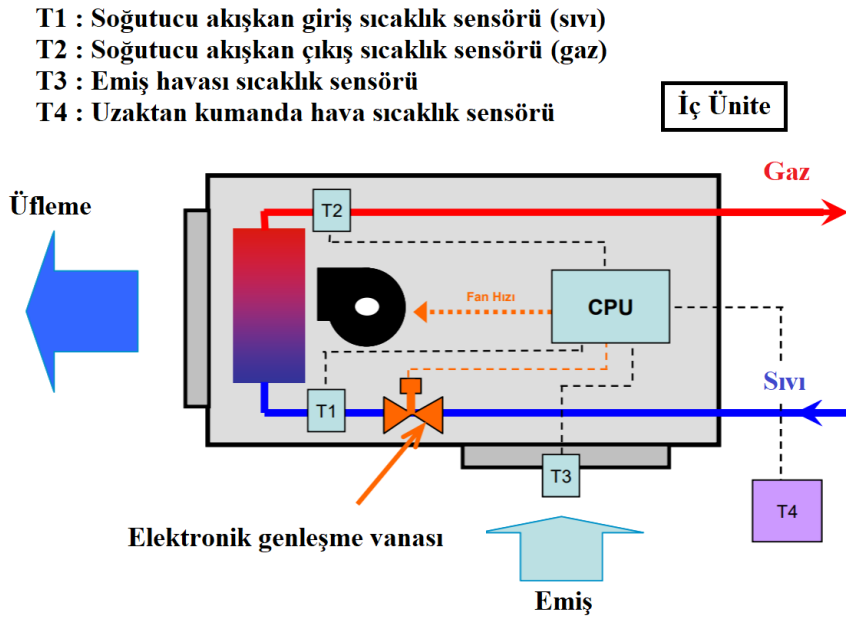 T1 : Soğutucu akışkan giriş sıcaklık sensörü (sıvı)
T2 : Soğutucu akışkan çıkış sıcaklık sensörü (gaz)
T3 : Emiş havası sıcaklık sensörü
T4 : Uzaktan kumanda hava sıcaklık sensörü
İç Ünite
Gaz
Üfleme
T2
Fan Hızı
CPU
Sıvı
T1
T3
T4
Elektronik genleşme vanası
Emiş